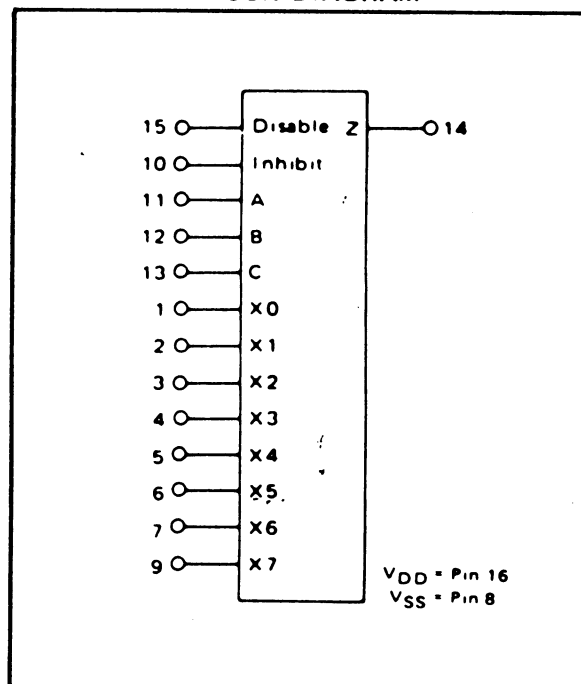 15 Disable Z 14
10 Inhibit
11 A
12 B
13 C
1 X0
2 X1
3 X2
4 X3
5 X4
6 X5
7 X6
9 X7
VDD = Pin 16
VSS = Pin 8